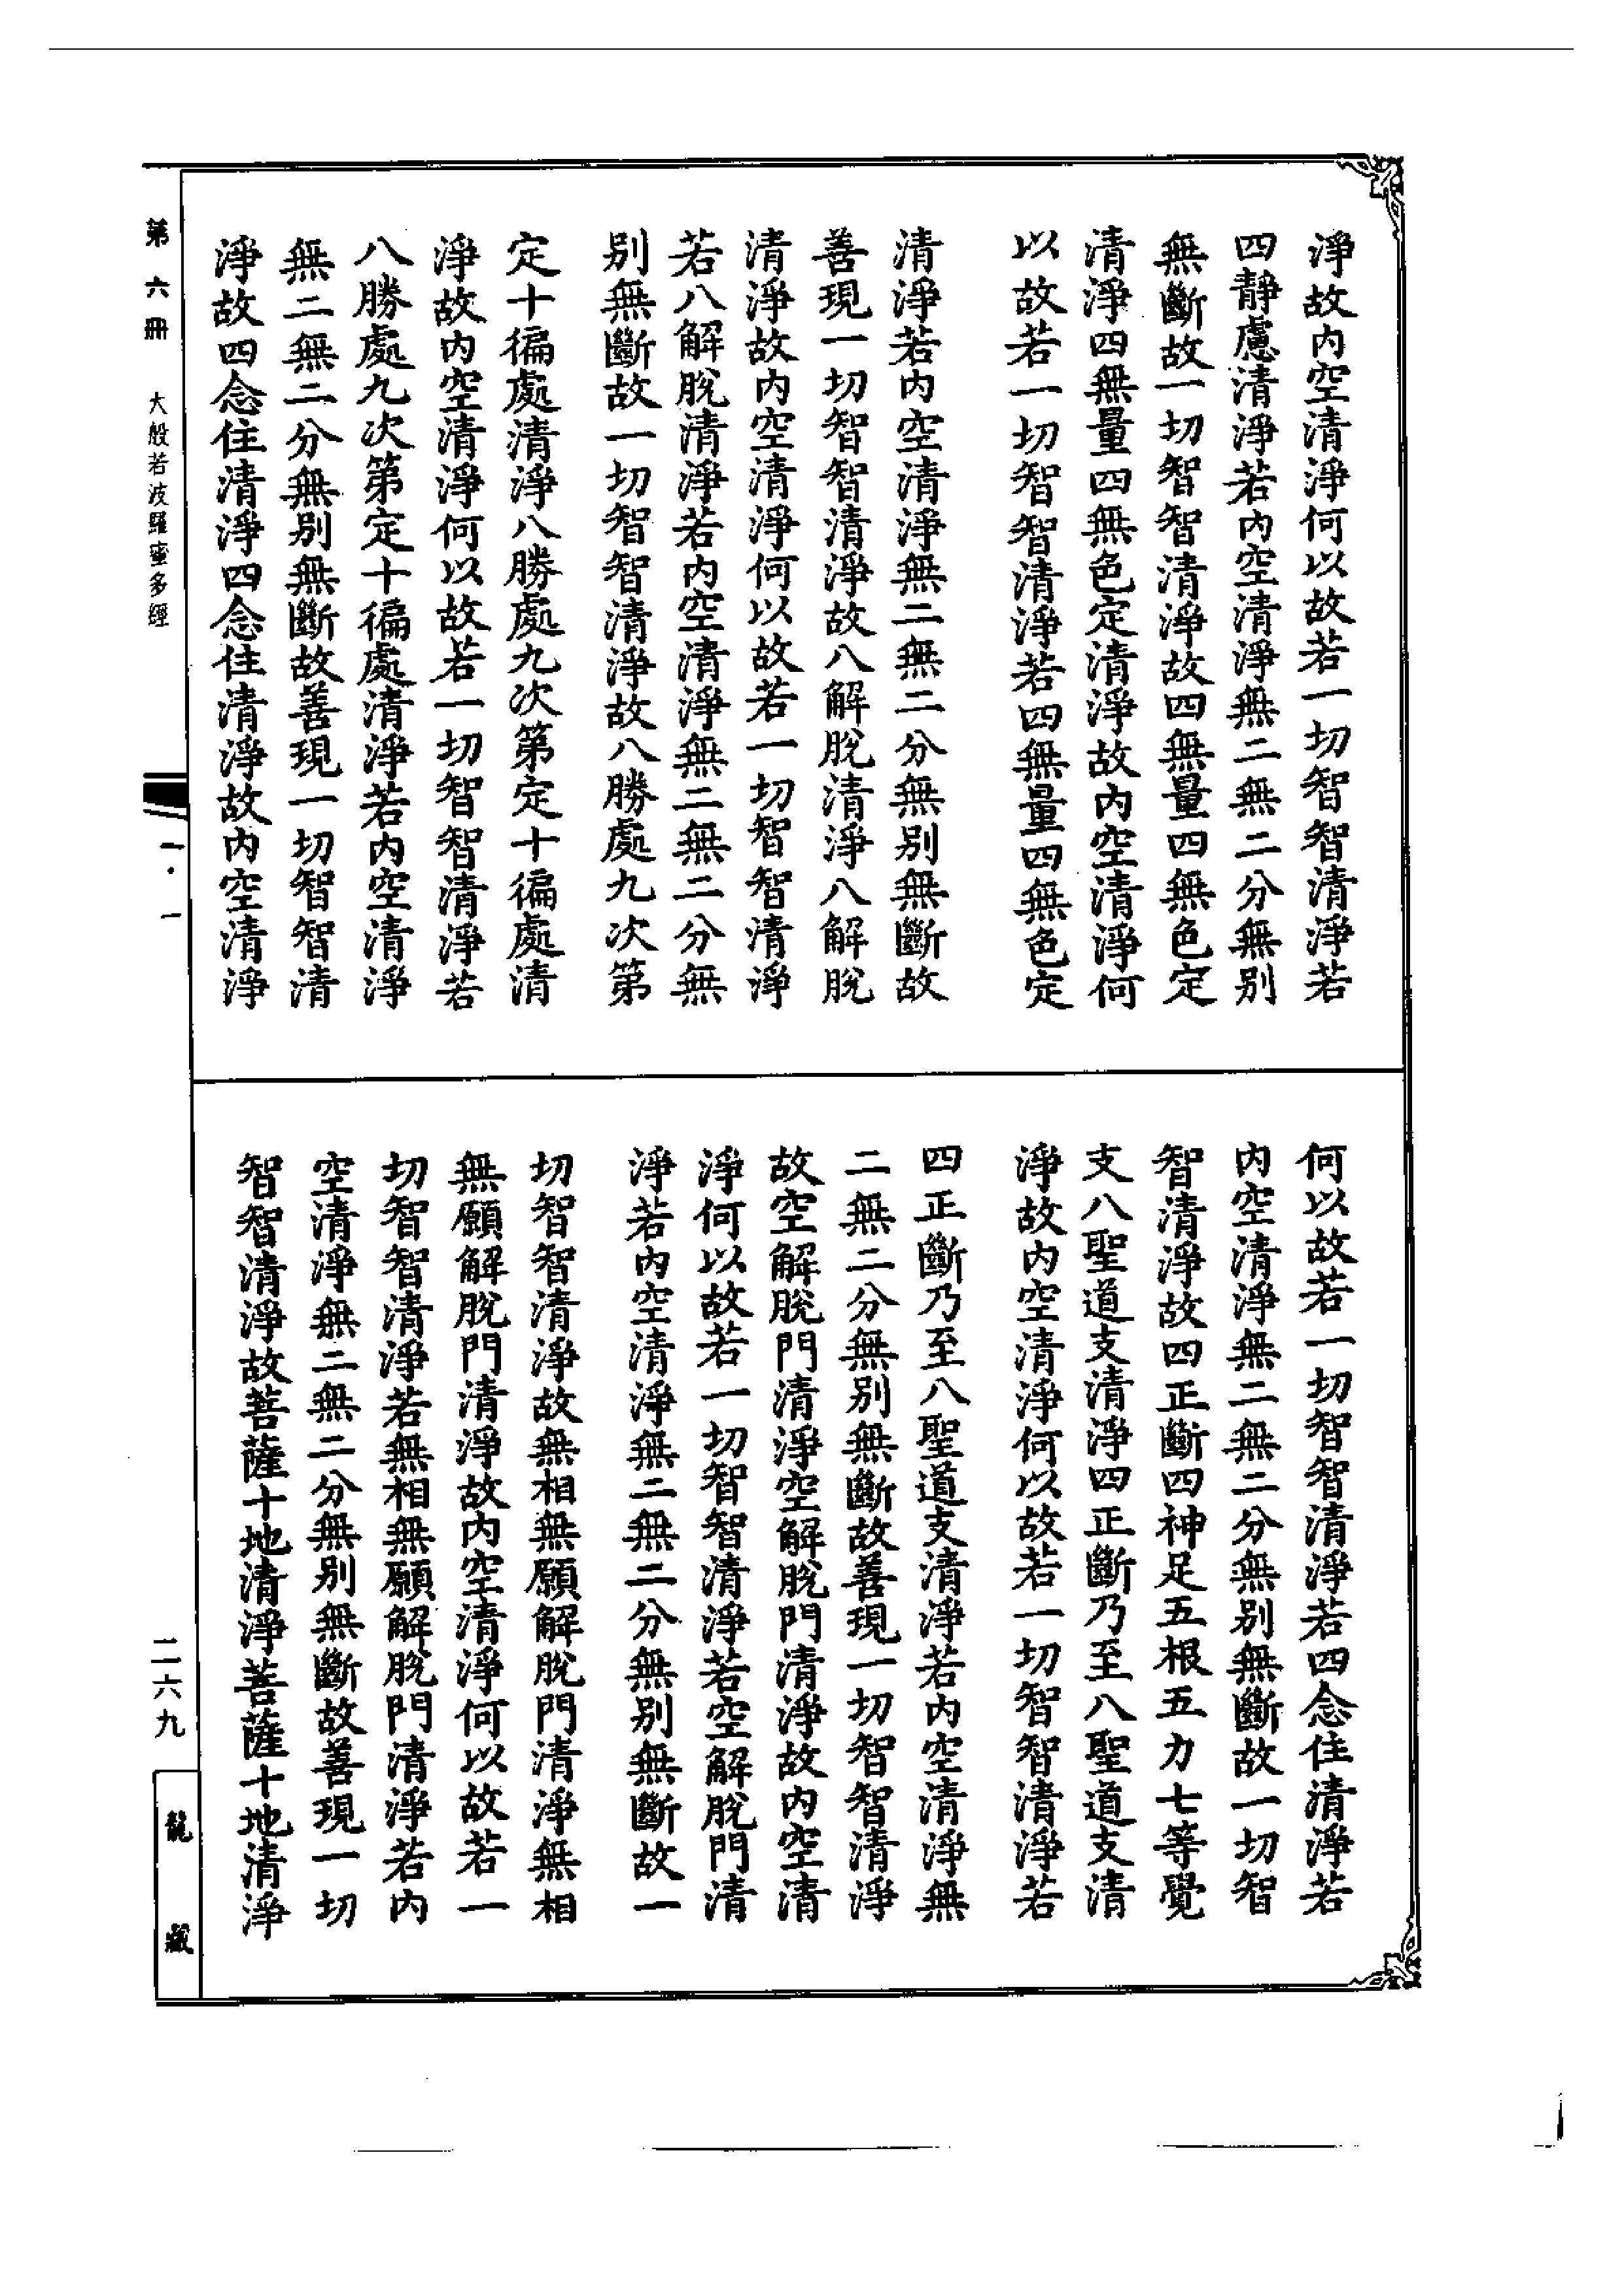 淨故內空清淨何以故若一切智智清淨若
四靜慮清淨若內空清淨無二無二分無別
無斷故一切智智清淨故四無量四無色定
清淨四無量四無色定清淨故內空清淨何
以故若一切智智清淨若四無量四無色定
清淨若內空清淨無二無二分無別無斷故
善現一切智智清淨故八解脫清淨八解脫
清淨故內空清淨何以故若一切智智清淨
若八解脫清淨若內空清淨無二無二分無
別無斷故一切智智清淨故八勝處九次第
定十徧處清淨八勝處九次第定十徧處清
淨故內空清淨何以故若一切智智清淨若
八勝處九次第定十徧處清淨若內空清淨
無二無二分無別無斷故善現一切智智清
淨故四念住清淨四念住清淨故內空清淨
何以故若一切智智清淨若四念住清淨若
內空清淨無二無二分無別無斷故一切智
智清淨故四正斷四神足五根五力七等覺
支八聖道支清淨四正斷乃至八聖道支清
淨故內空清淨何以故若一切智智清淨若
四正斷乃至八聖道支清淨若內空清淨無
二無二分無別無斷故善現一切智智清淨
故空解脫門清淨空解脫門清淨故內空清
淨何以故若一切智智清淨若空解脫門清
淨若內空清淨無二無二分無別無斷故一
切智智清淨故無相無願解脫門清淨無相
無願解脫門清淨故內空清淨何以故若一
切智智清淨若無相無願解脫門清淨若內
空清淨無二無二分無別無斷故善現一切
智智清淨故菩薩十地清淨菩薩十地清淨
第六冊 大般若波羅蜜多經
一·一
二六九
龍藏